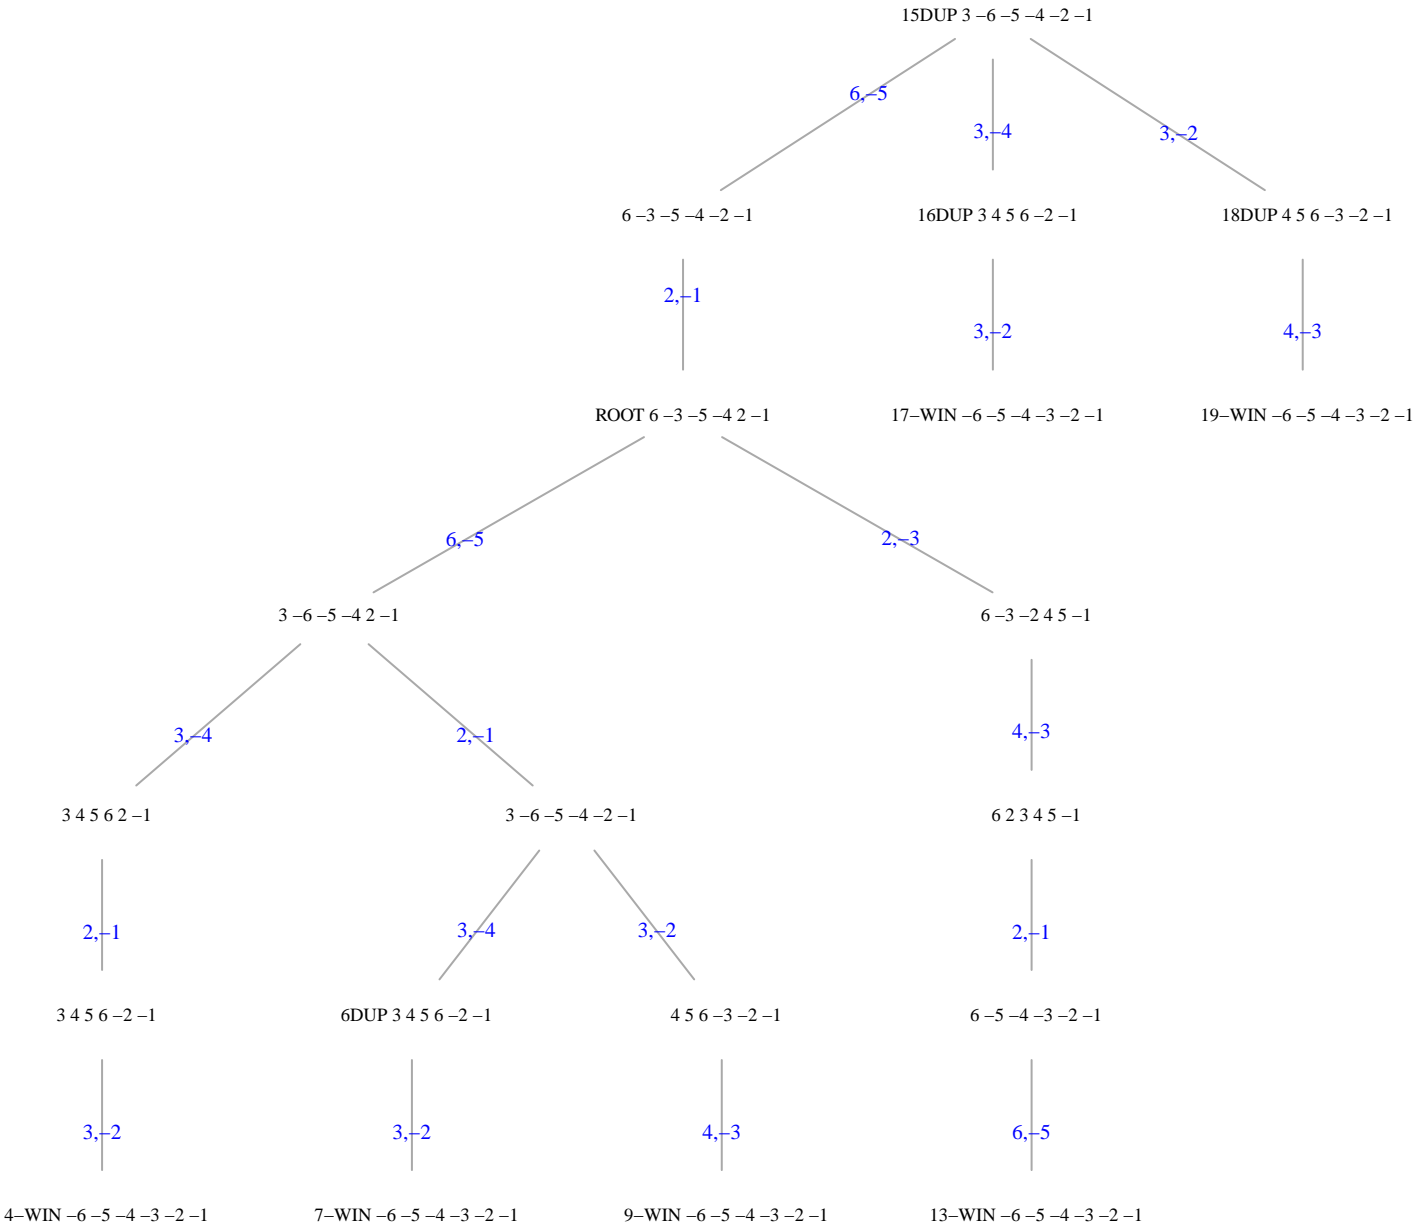 15DUP 3 –6 –5 –4 –2 –1
6,–5
3,–4
3,–2
6 –3 –5 –4 –2 –1
16DUP 3 4 5 6 –2 –1
18DUP 4 5 6 –3 –2 –1
2,–1
3,–2
4,–3
ROOT 6 –3 –5 –4 2 –1
17–WIN –6 –5 –4 –3 –2 –1
19–WIN –6 –5 –4 –3 –2 –1
6,–5
2,–3
3 –6 –5 –4 2 –1
6 –3 –2 4 5 –1
3,–4
2,–1
4,–3
3 4 5 6 2 –1
3 –6 –5 –4 –2 –1
6 2 3 4 5 –1
2,–1
3,–4
3,–2
2,–1
3 4 5 6 –2 –1
6DUP 3 4 5 6 –2 –1
4 5 6 –3 –2 –1
6 –5 –4 –3 –2 –1
3,–2
3,–2
4,–3
6,–5
4–WIN –6 –5 –4 –3 –2 –1
7–WIN –6 –5 –4 –3 –2 –1
9–WIN –6 –5 –4 –3 –2 –1
13–WIN –6 –5 –4 –3 –2 –1